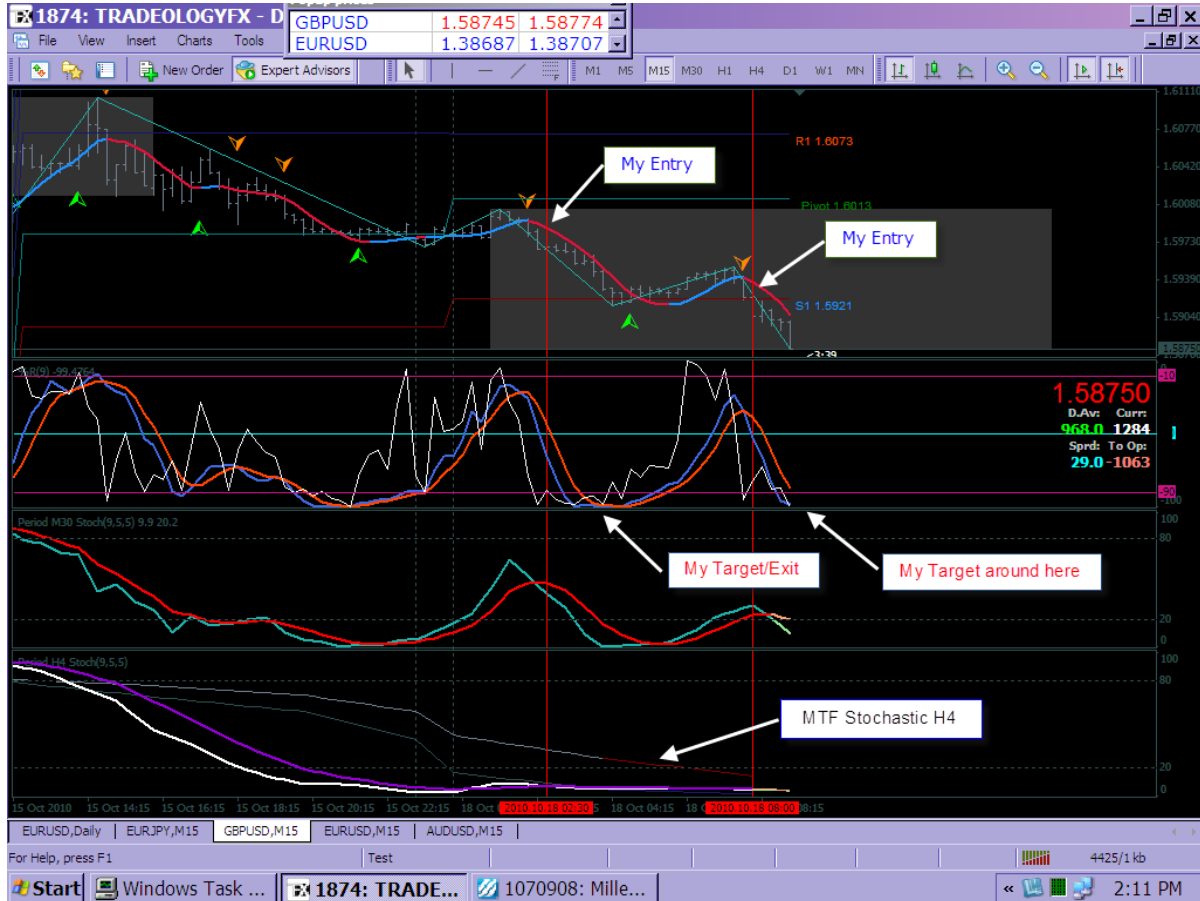 1874: TRADEOLOGYFX - D
GBPUSD 1.58745 1.58774
EURUSD 1.38687 1.38707
File View Insert Charts Tools
New Order Expert Advisors M1 M5 M15 M30 H1 H4 D1 W1 MN
1.61110
1.60770
R1 1.6073
My Entry
1.60420
1.60080
Pivot 1.6013
My Entry
1.59730
1.59390
S1 1.5921
1.59040
<3:39
1.58750
%R(9) -99.4764
-10
1.58750
D.Av: Curr:
968.0 1284
Sprd: To Op:
29.0 -1063
-90
-100
Period M30 Stoch(9,5,5) 9.9 20.2
100
80
My Target/Exit
My Target around here
20
0
Period H4 Stoch(9,5,5)
100
80
MTF Stochastic H4
20
0
15 Oct 2010 15 Oct 14:15 15 Oct 16:15 15 Oct 18:15 15 Oct 20:15 15 Oct 22:15 18 Oct 2010.10.18 02:30 18 Oct 04:15 18 2010.10.18 08:00 08:15
EURUSD,Daily EURJPY,M15 GBPUSD,M15 EURUSD,M15 AUDUSD,M15
For Help, press F1 Test 4425/1 kb
Start Windows Task ... 1874: TRADE... 1070908: Mille... « 2:11 PM